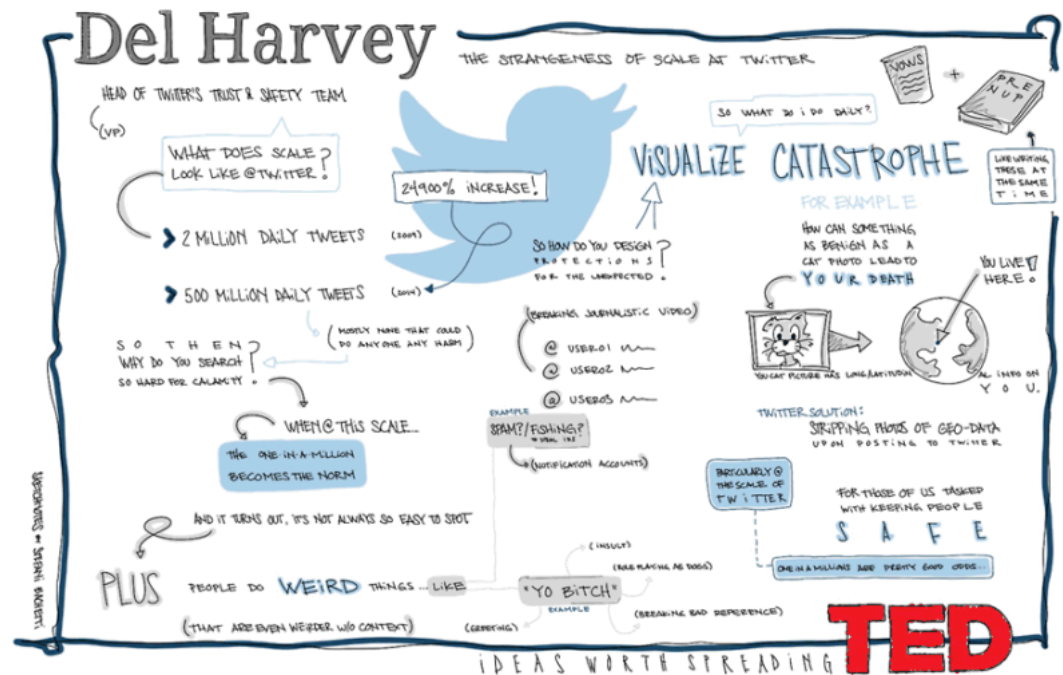 Del Harvey
THE STRANGENESS OF SCALE AT TWITTER
HEAD OF TWITTER'S TRUST & SAFETY TEAM
(VP)
WHAT DOES SCALE
LOOK LIKE @ TWITTER?
24900% INCREASE!
2 MILLION DAILY TWEETS (2009)
500 MILLION DAILY TWEETS (2014)
(MOSTLY NONE THAT COULD
DO ANYONE ANY HARM)
SO THEN
WHY DO YOU SEARCH
SO HARD FOR CALAMITY?
WHEN @ THIS SCALE...
THE ONE-IN-A-MILLION
BECOMES THE NORM
AND IT TURNS OUT, IT'S NOT ALWAYS SO EASY TO SPOT
PLUS
PEOPLE DO WEIRD THINGS... LIKE
(THAT ARE EVEN WEIRDER W/O CONTEXT)
"YO BITCH"
EXAMPLE
(INSULT)
(ROLE PLAYING AS DOGS)
(BREAKING BAD REFERENCE)
(GREETING)
SO HOW DO YOU DESIGN
PROTECTIONS
FOR THE UNEXPECTED?
(BREAKING JOURNALISTIC VIDEO)
@ USER01
@ USER02
@ USER03
EXAMPLE
SPAM?/FISHING?
(NOTIFICATION ACCOUNTS)
SO WHAT DO I DO DAILY?
VISUALIZE CATASTROPHE
VOWS
+
PRE
NUP
LIKE WRITING
THESE AT
THE SAME
TIME
FOR EXAMPLE
HOW CAN SOMETHING
AS BENIGN AS A
CAT PHOTO LEAD TO
YOUR DEATH
YOU LIVE
HERE!
YOU CAT PICTURE HAS LONG/LATITUDIN
AL INFO ON
YOU.
TWITTER SOLUTION:
STRIPPING PHOTOS OF GEO-DATA
UPON POSTING TO TWITTER
PARTICULARLY @
THE SCALE OF
TWITTER
FOR THOSE OF US TASKED
WITH KEEPING PEOPLE
SAFE
ONE IN A MILLIONS ARE PRETTY GOOD ODDS...
IDEAS WORTH SPREADING
TED